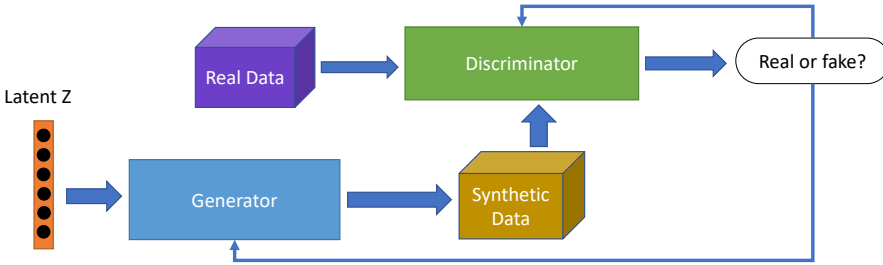 Real Data
Discriminator
Real or fake?
Latent Z
Generator
Synthetic
Data